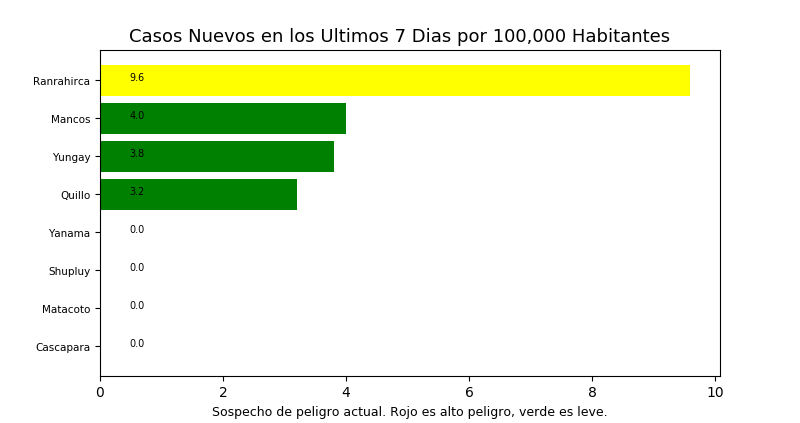 Casos Nuevos en los Ultimos 7 Dias por 100,000 Habitantes
Ranrahirca 9.6
Mancos 4.0
Yungay 3.8
Quillo 3.2
Yanama 0.0
Shupluy 0.0
Matacoto 0.0
Cascapara 0.0
0 2 4 6 8 10
Sospecho de peligro actual. Rojo es alto peligro, verde es leve.